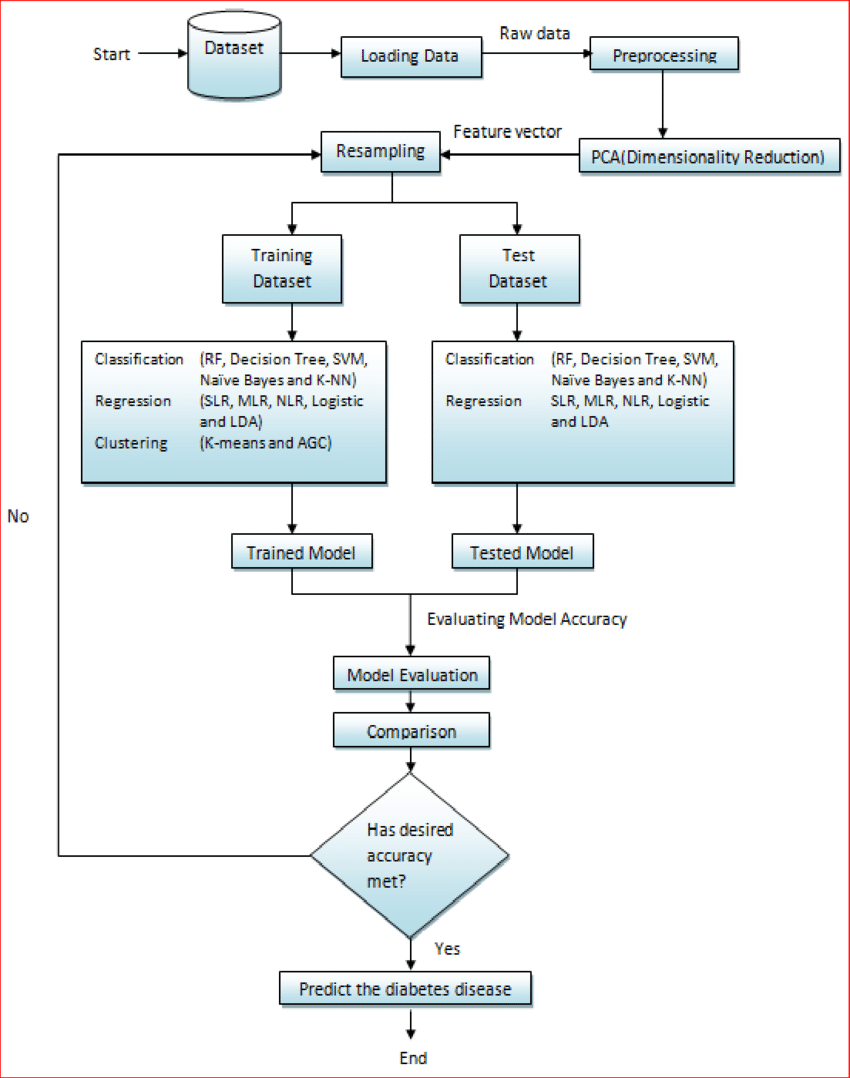 Start
Dataset
Loading Data
Raw data
Preprocessing
Resampling
Feature vector
PCA(Dimensionality Reduction)
Training
Dataset
Test
Dataset
Classification (RF, Decision Tree, SVM,
Naïve Bayes and K-NN)
Regression (SLR, MLR, NLR, Logistic
and LDA)
Clustering (K-means and AGC)
Classification (RF, Decision Tree, SVM,
Naïve Bayes and K-NN)
Regression SLR, MLR, NLR, Logistic
and LDA
No
Trained Model
Tested Model
Evaluating Model Accuracy
Model Evaluation
Comparison
Has desired
accuracy
met?
Yes
Predict the diabetes disease
End